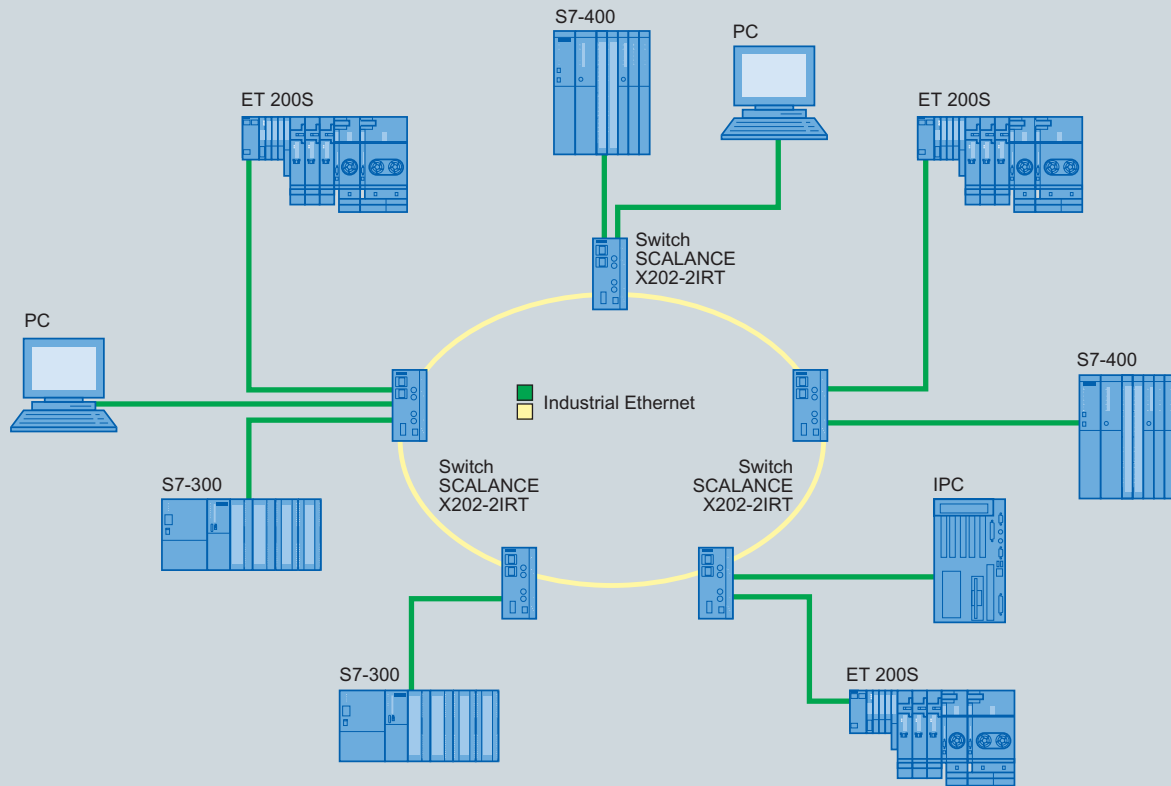 S7-400
PC
ET 200S
ET 200S
Switch
SCALANCE
X202-2IRT
PC
S7-400
Industrial Ethernet
Switch
SCALANCE
X202-2IRT
Switch
SCALANCE
X202-2IRT
S7-300
IPC
S7-300
ET 200S